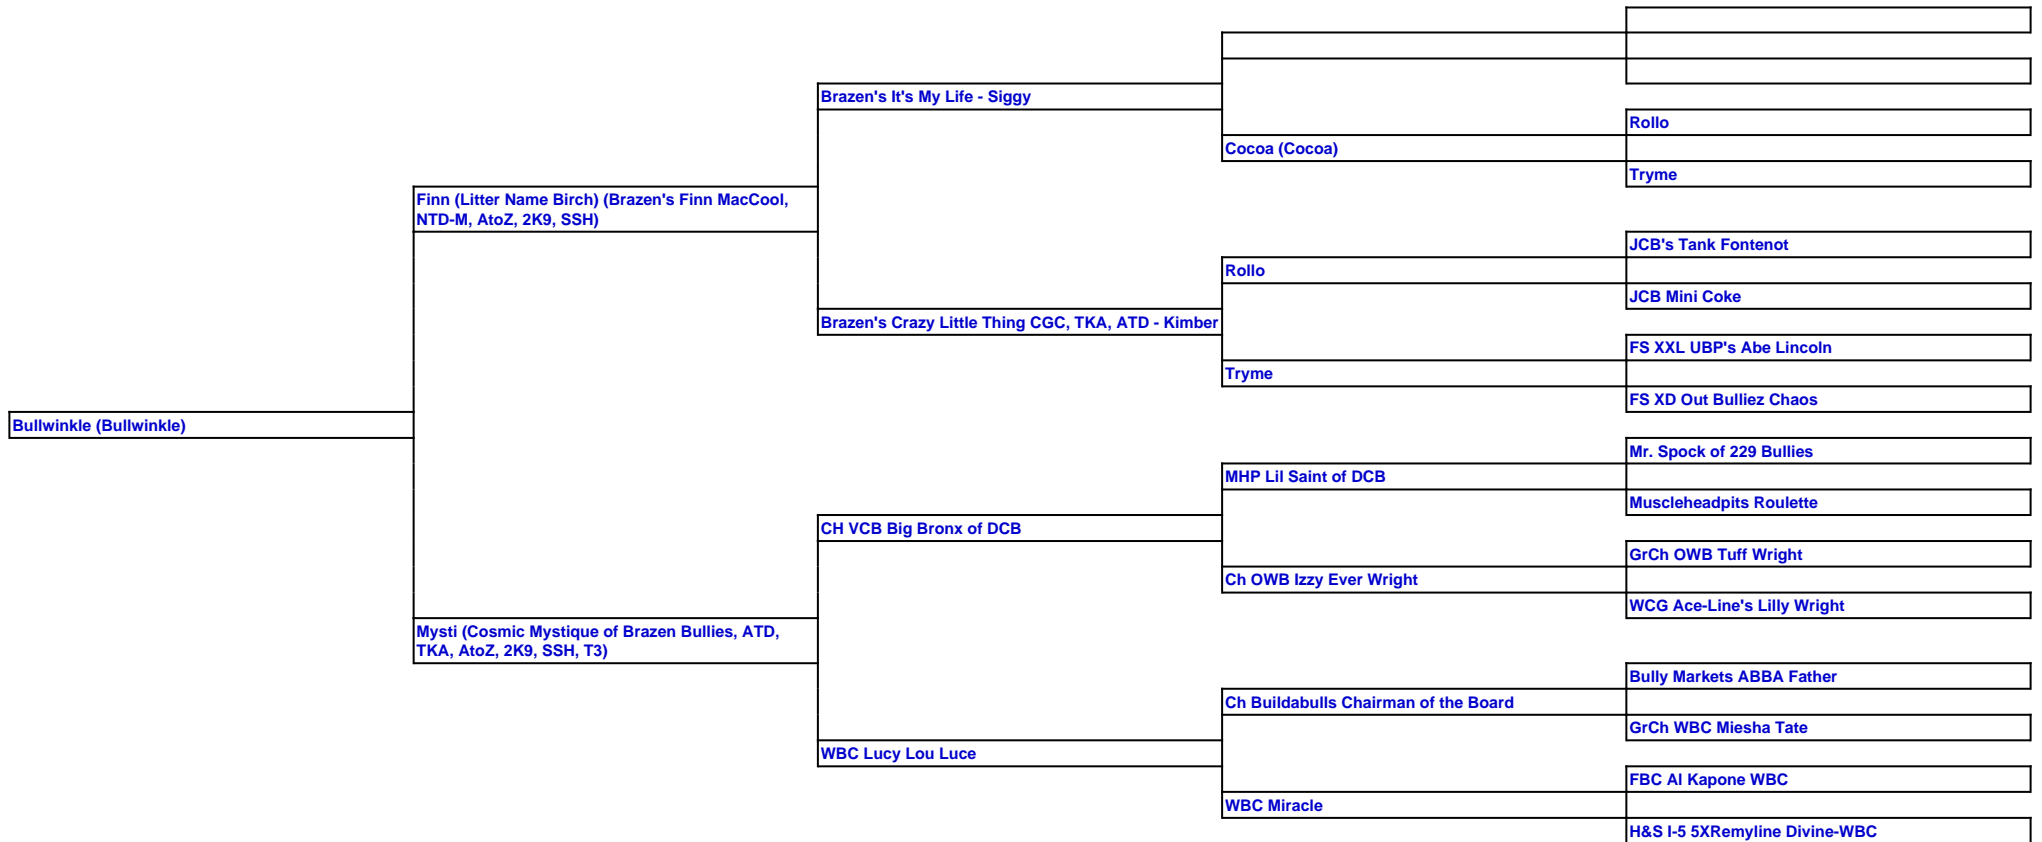 Brazen's It's My Life - Siggy
Rollo
Cocoa (Cocoa)
Tryme
Finn (Litter Name Birch) (Brazen's Finn MacCool,
NTD-M, AtoZ, 2K9, SSH)
JCB's Tank Fontenot
Rollo
JCB Mini Coke
Brazen's Crazy Little Thing CGC, TKA, ATD - Kimber
FS XXL UBP's Abe Lincoln
Tryme
FS XD Out Bulliez Chaos
Bullwinkle (Bullwinkle)
Mr. Spock of 229 Bullies
MHP Lil Saint of DCB
Muscleheadpits Roulette
CH VCB Big Bronx of DCB
GrCh OWB Tuff Wright
Ch OWB Izzy Ever Wright
WCG Ace-Line's Lilly Wright
Mysti (Cosmic Mystique of Brazen Bullies, ATD,
TKA, AtoZ, 2K9, SSH, T3)
Bully Markets ABBA Father
Ch Buildabulls Chairman of the Board
GrCh WBC Miesha Tate
WBC Lucy Lou Luce
FBC Al Kapone WBC
WBC Miracle
H&S I-5 5XRemyline Divine-WBC